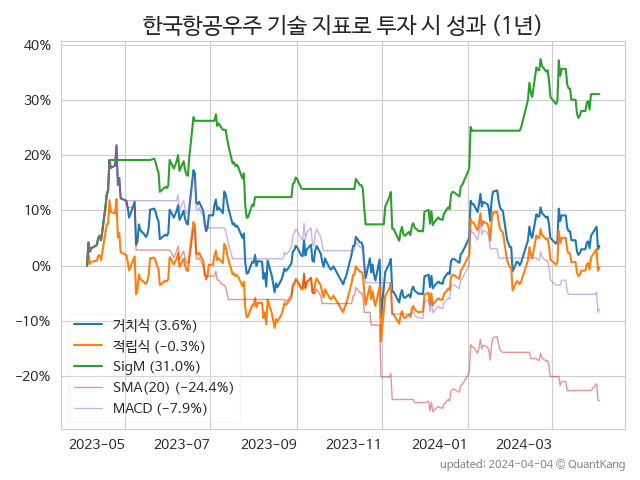 한국항공우주 기술 지표로 투자 시 성과 (1년)
40%
30%
20%
10%
0%
−10%
−20%
거치식 (3.6%)
적립식 (−0.3%)
SigM (31.0%)
SMA(20) (−24.4%)
MACD (−7.9%)
2023-05 2023-07 2023-09 2023-11 2024-01 2024-03
updated: 2024-04-04 © QuantKang